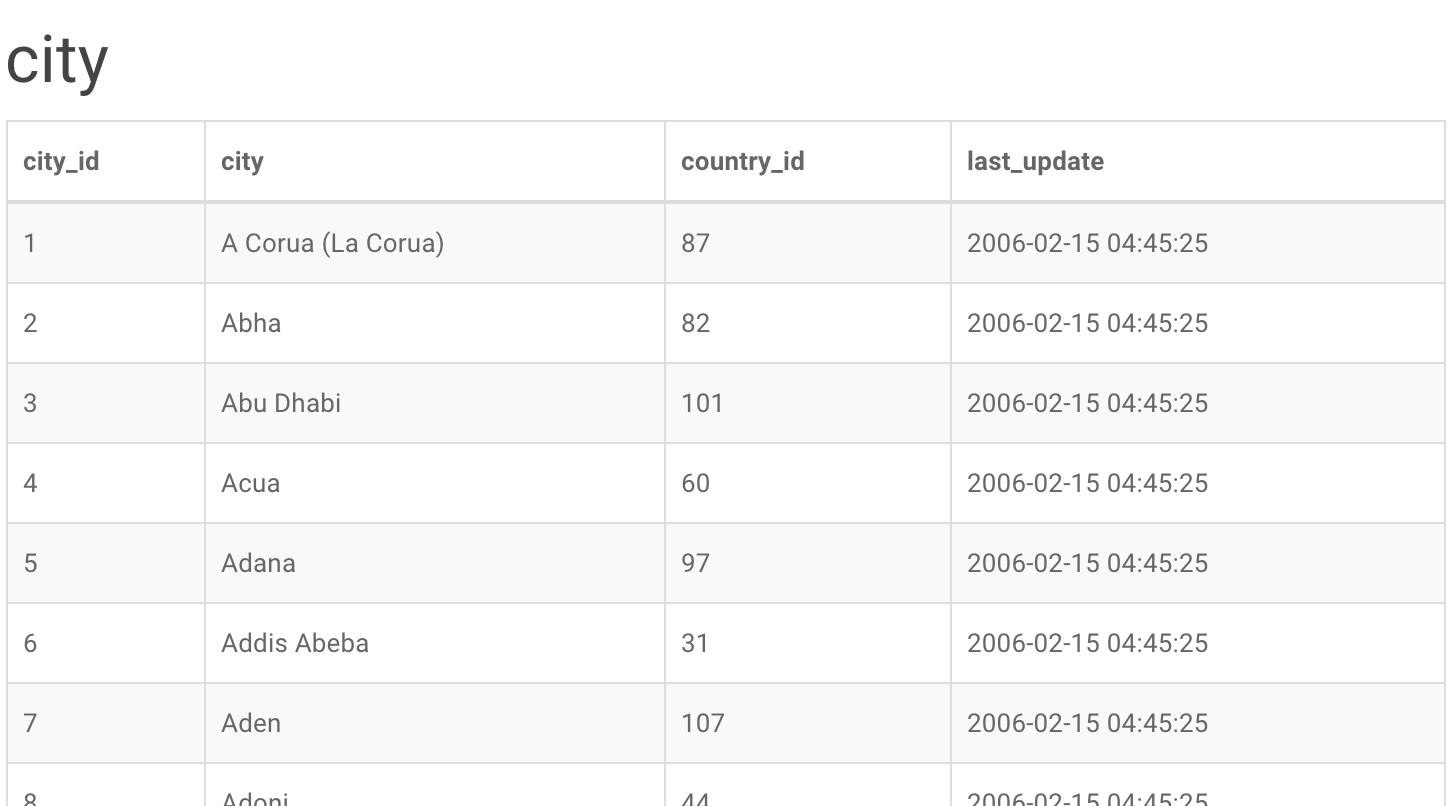 city
city_id city country_id last_update
1 A Corua (La Corua) 87 2006-02-15 04:45:25
2 Abha 82 2006-02-15 04:45:25
3 Abu Dhabi 101 2006-02-15 04:45:25
4 Acua 60 2006-02-15 04:45:25
5 Adana 97 2006-02-15 04:45:25
6 Addis Abeba 31 2006-02-15 04:45:25
7 Aden 107 2006-02-15 04:45:25
8 Adoni 44 2006-02-15 04:45:25